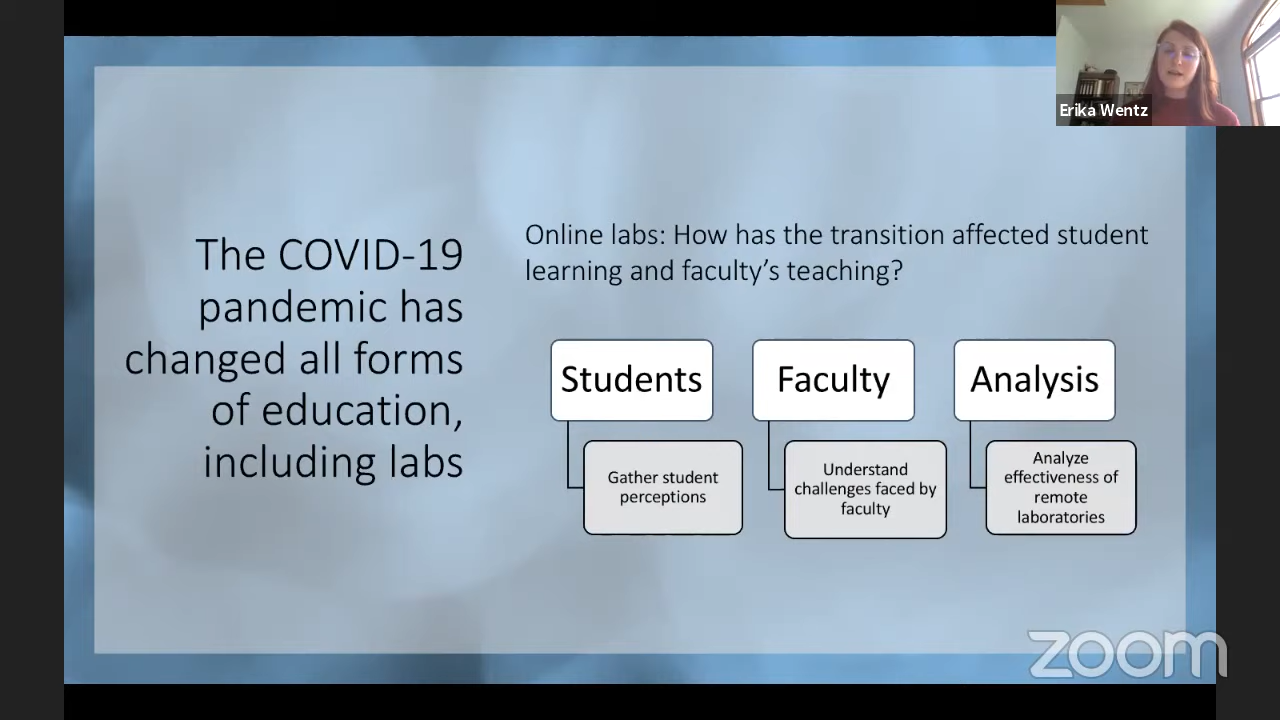 The COVID-19
pandemic has
changed all forms
of education,
including labs
Online labs: How has the transition affected student
learning and faculty’s teaching?
Students
Gather student
perceptions
Faculty
Understand
challenges faced by
faculty
Analysis
Analyze
effectiveness of
remote
laboratories
Erika Wentz
zoom